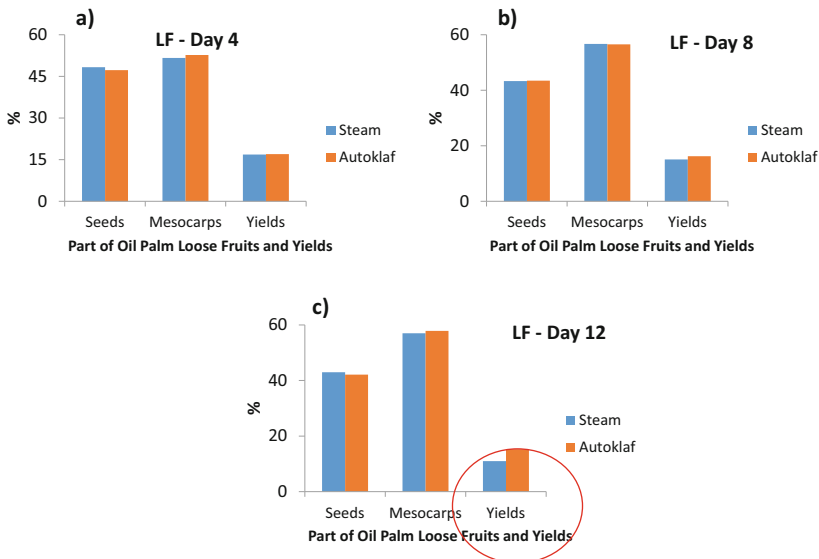 a)
LF - Day 4
60
45
30
15
0
%
Seeds Mesocarps Yields
Part of Oil Palm Loose Fruits and Yields
Steam
Autoklaf
b)
LF - Day 8
60
40
20
0
%
Seeds Mesocarps Yields
Part of Oil Palm Loose Fruits and Yields
Steam
Autoklaf
c)
LF - Day 12
60
40
20
0
%
Seeds Mesocarps Yields
Part of Oil Palm Loose Fruits and Yields
Steam
Autoklaf